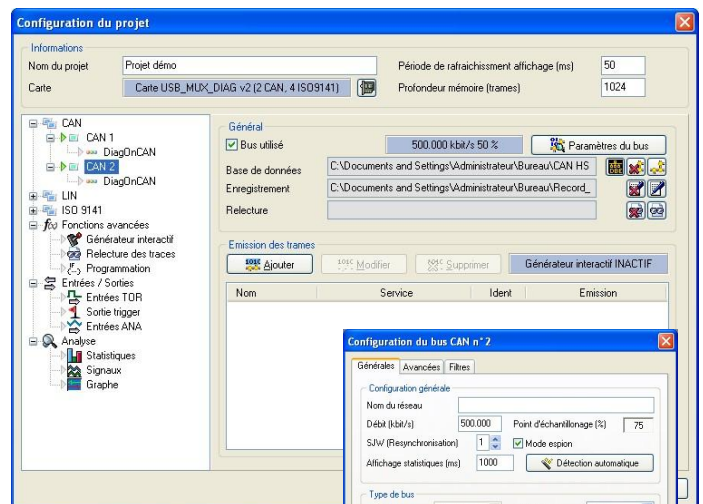 Configuration du projet
Informations
Nom du projet Projet démo Période de rafraichissment affichage (ms) 50
Carte Carte USB_MUX_DIAG v2 (2 CAN, 4 ISO9141) Profondeur mémoire (trames) 1024
CAN
CAN 1
DiagOnCAN
CAN 2
DiagOnCAN
LIN
ISO 9141
Fonctions avancées
Générateur interactif
Relecture des traces
Programmation
Entrées / Sorties
Entrées TOR
Sortie trigger
Entrées ANA
Analyse
Statistiques
Signaux
Graphe
Général
Bus utilisé 500.000 kbit/s 50 % Paramètres du bus
Base de données C:\Documents and Settings\Administrateur\Bureau\CAN HS
Enregistrement C:\Documents and Settings\Administrateur\Bureau\Record_
Relecture
Emission des trames
Ajouter Modifier Supprimer Générateur interactif INACTIF
Nom Service Ident Emission
Configuration du bus CAN n° 2
Générales Avancées Filtres
Configuration générale
Nom du réseau
Débit (kbit/s) 500.000 Point d'échantillonage (%) 75
SJW (Resynchronisation) 1 Mode espion
Affichage statistiques (ms) 1000 Détection automatique
Type de bus